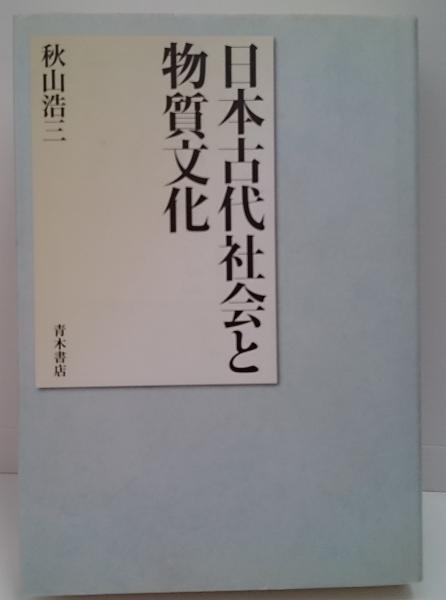 日本古代社会と
物質文化
秋山浩三
青木書店